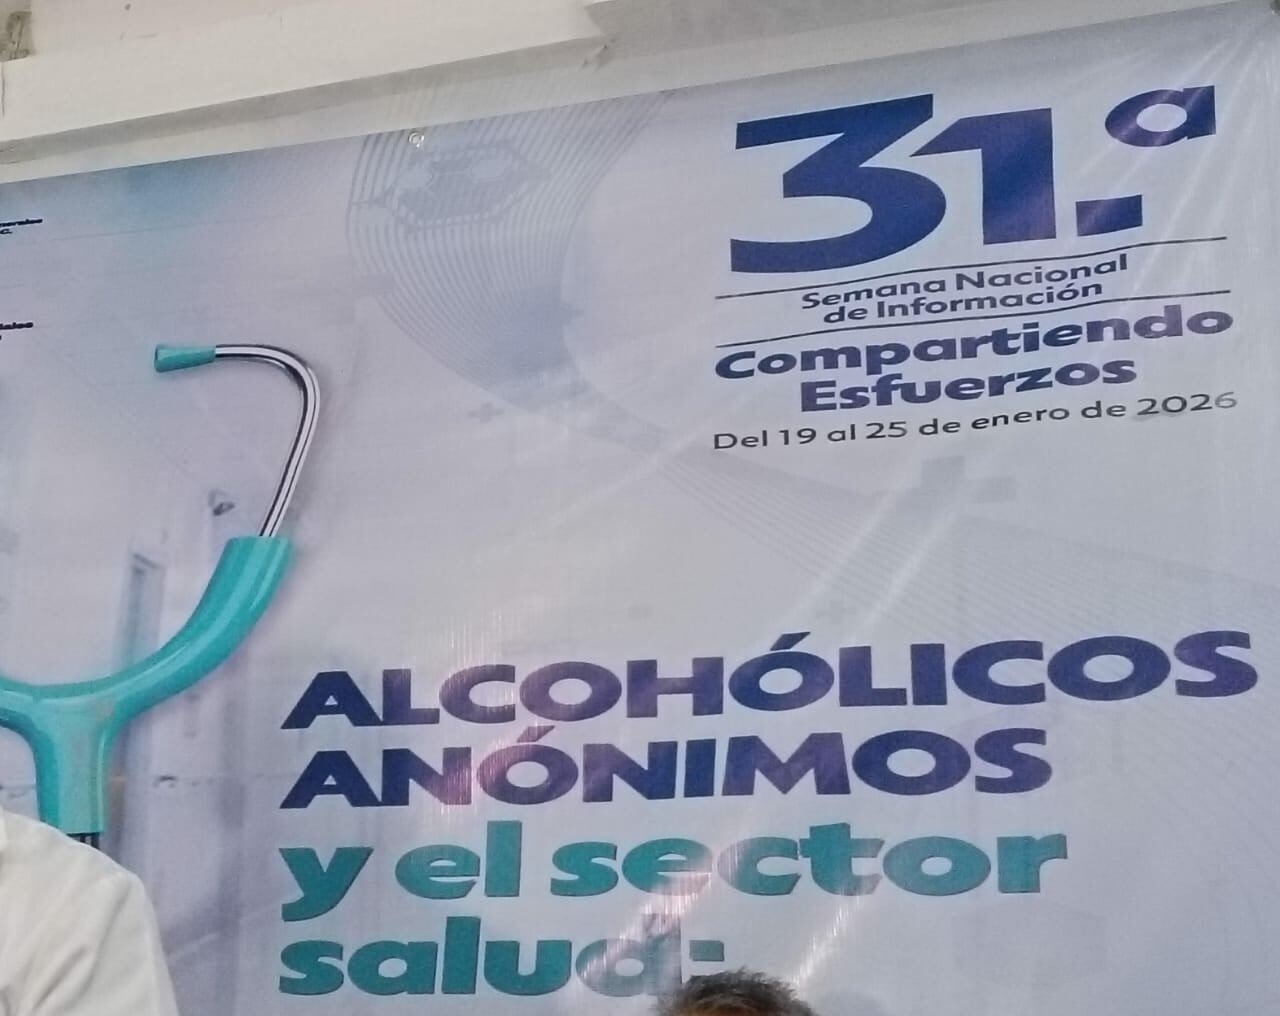 31.ª
Semana Nacional
de Información
Compartiendo
Esfuerzos
Del 19 al 25 de enero de 2026
ALCOHÓLICOS
ANÓNIMOS
y el sector
salud: